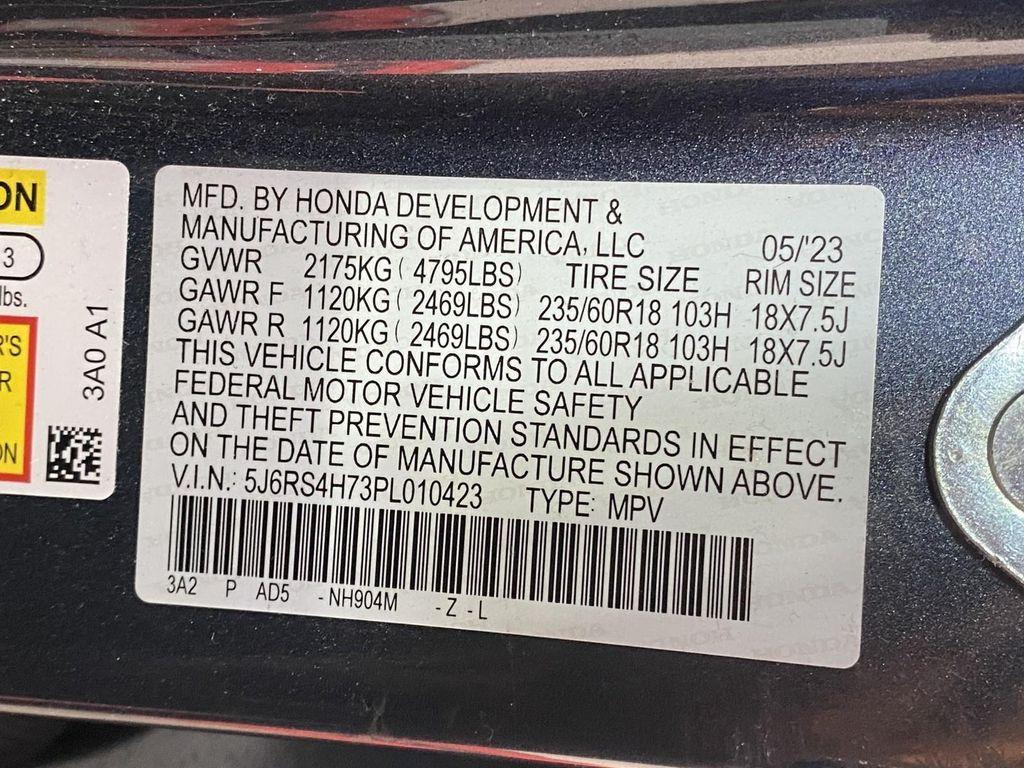 ON
3
lbs.
R'S
R
ON
3A0 A1
MFD. BY HONDA DEVELOPMENT &
MANUFACTURING OF AMERICA, LLC 05/'23
GVWR 2175KG ( 4795LBS) TIRE SIZE RIM SIZE
GAWR F 1120KG ( 2469LBS) 235/60R18 103H 18X7.5J
GAWR R 1120KG ( 2469LBS) 235/60R18 103H 18X7.5J
THIS VEHICLE CONFORMS TO ALL APPLICABLE
FEDERAL MOTOR VEHICLE SAFETY
AND THEFT PREVENTION STANDARDS IN EFFECT
ON THE DATE OF MANUFACTURE SHOWN ABOVE.
V.I.N.: 5J6RS4H73PL010423 TYPE: MPV
3A2 P AD5 - NH904M - Z - L